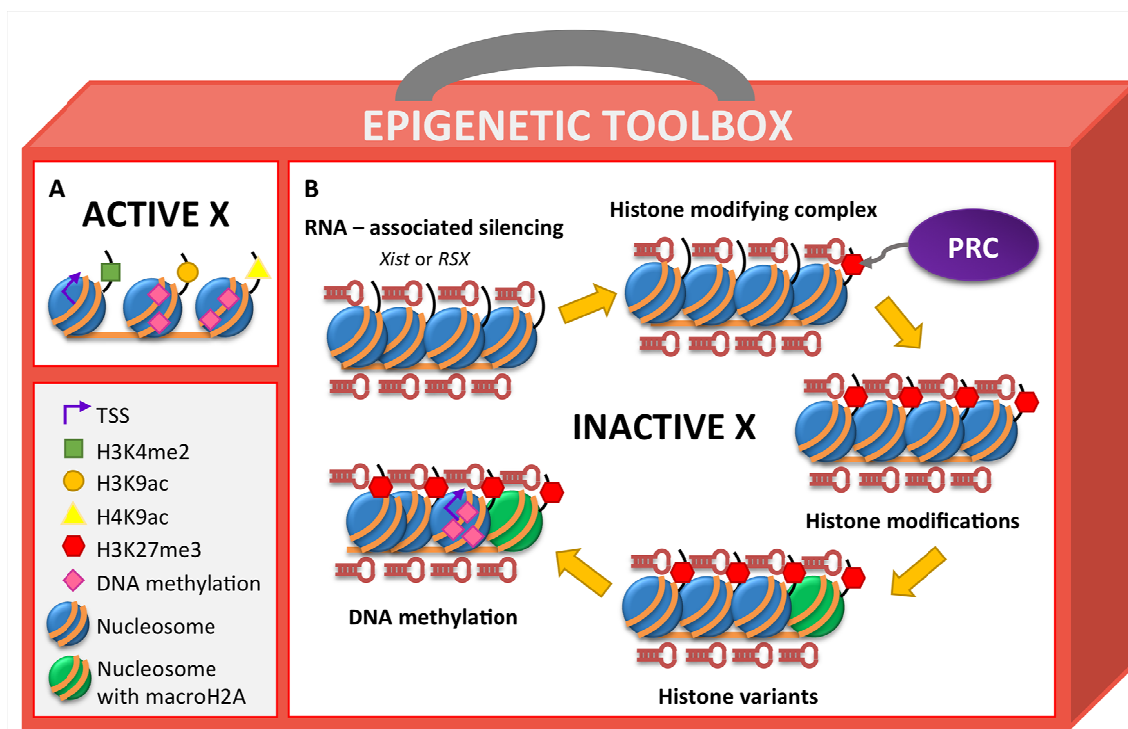 EPIGENETIC TOOLBOX
A
ACTIVE X
TSS
H3K4me2
H3K9ac
H4K9ac
H3K27me3
DNA methylation
Nucleosome
Nucleosome
with macroH2A
B
RNA – associated silencing
Xist or RSX
Histone modifying complex
PRC
INACTIVE X
Histone modifications
Histone variants
DNA methylation